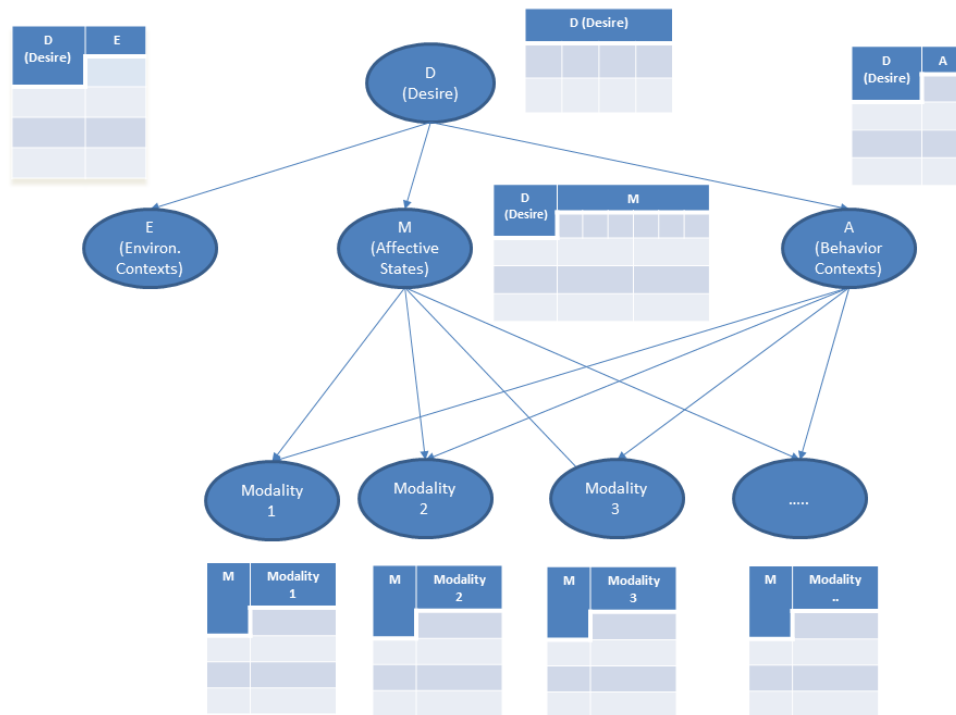 D
(Desire)
E
D (Desire)
D
(Desire)
D
(Desire)
A
D
(Desire)
M
E
(Environ.
Contexts)
M
(Affective
States)
A
(Behavior
Contexts)
Modality
1
Modality
2
Modality
3
.....
M
Modality
1
M
Modality
2
M
Modality
3
M
Modality
..